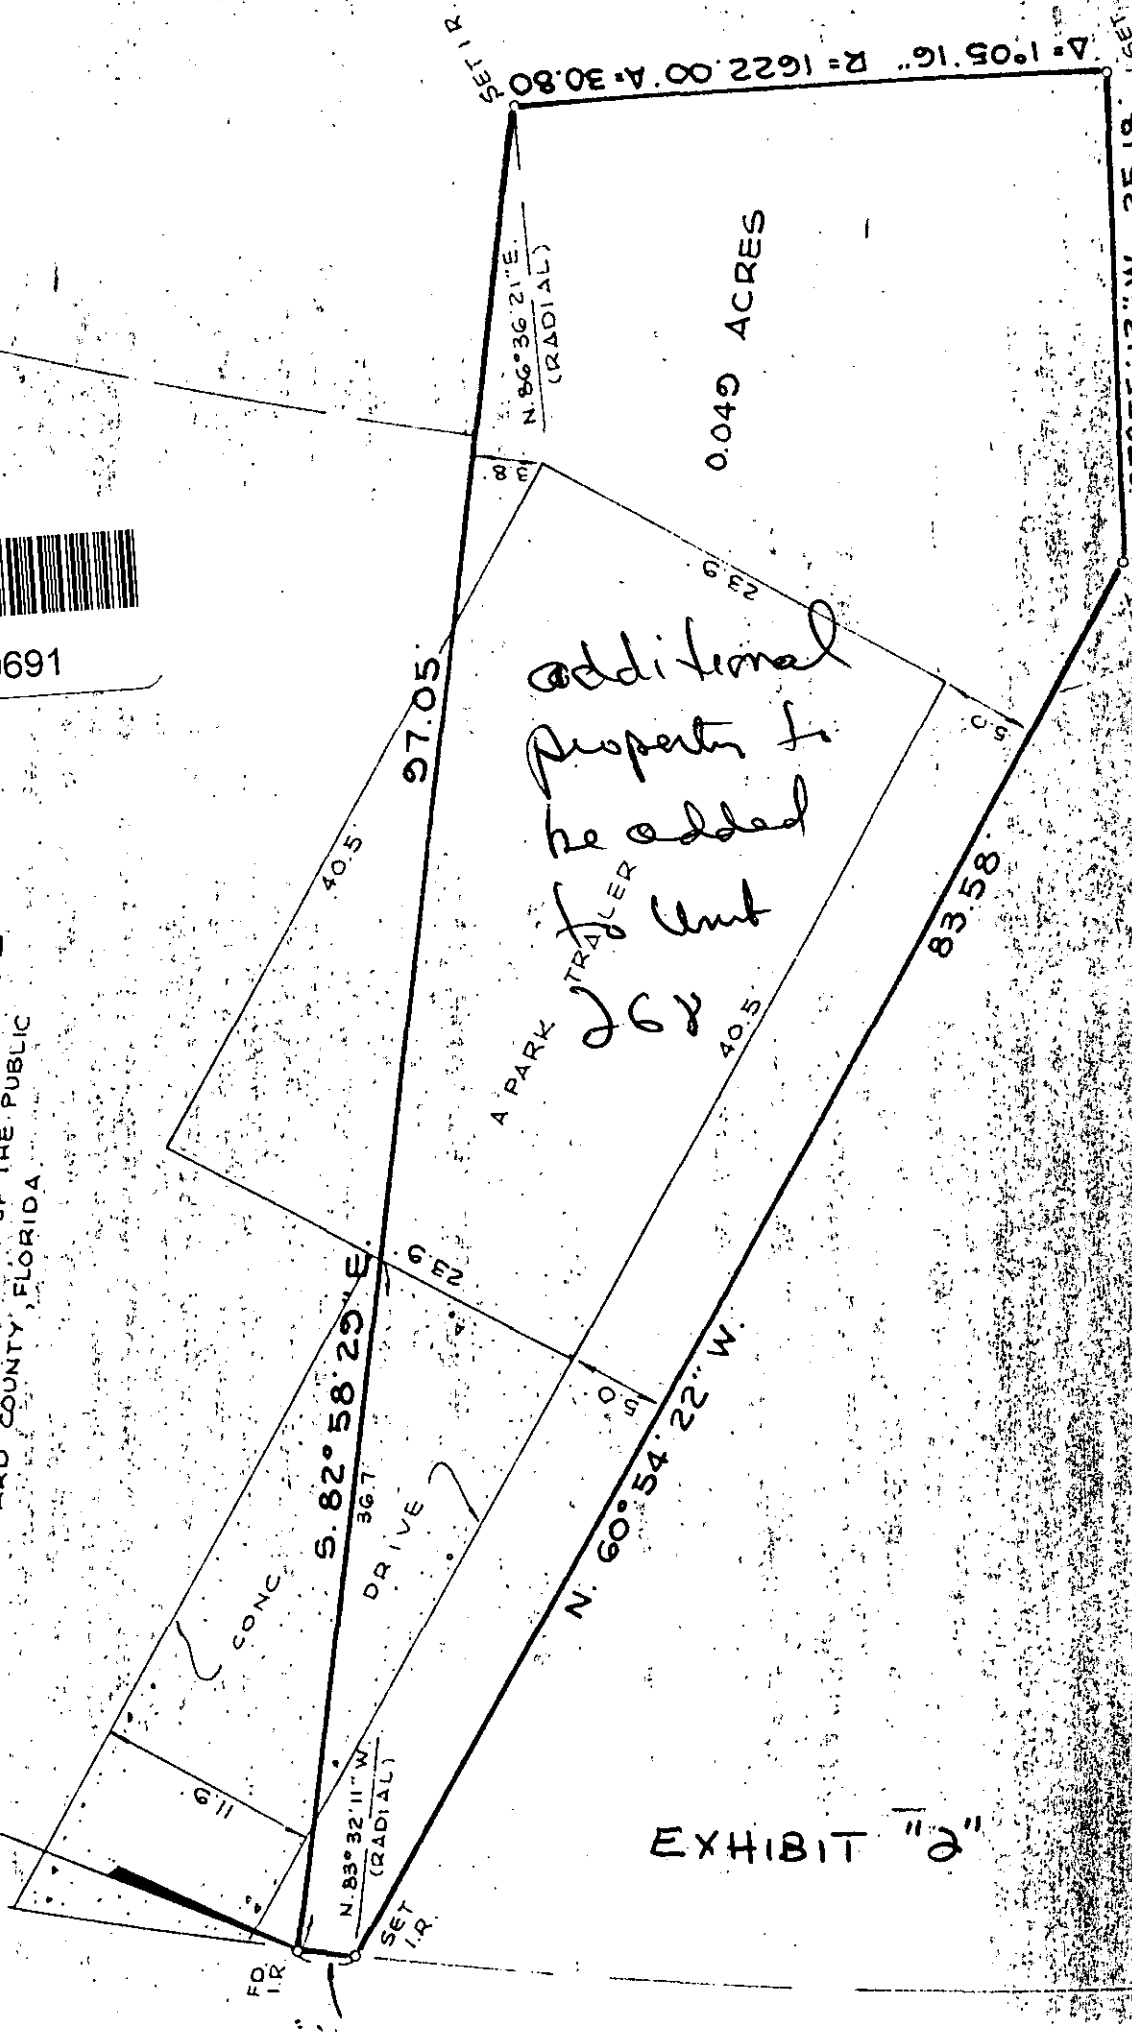 OF THE PUBLIC
COUNTY, FLORIDA
691
SET I.R.
Δ=1°05'16" R=1622.00' A=30.80'
SET
N. 86°36'21" E.
(RADIAL)
0.049 ACRES
3.8'
23.9
97.05'
40.5'
additional
property to
be added
to Unit
268
A PARK TRAILER
5.0
40.5'
83.58'
S. 82°58'29" E.
23.9
36.7
CONC.
DRIVE
5.0
N. 60°54'22" W.
11.9
N. 83°32'11" W.
(RADIAL)
FD.
I.R.
SET
I.R.
EXHIBIT "2"